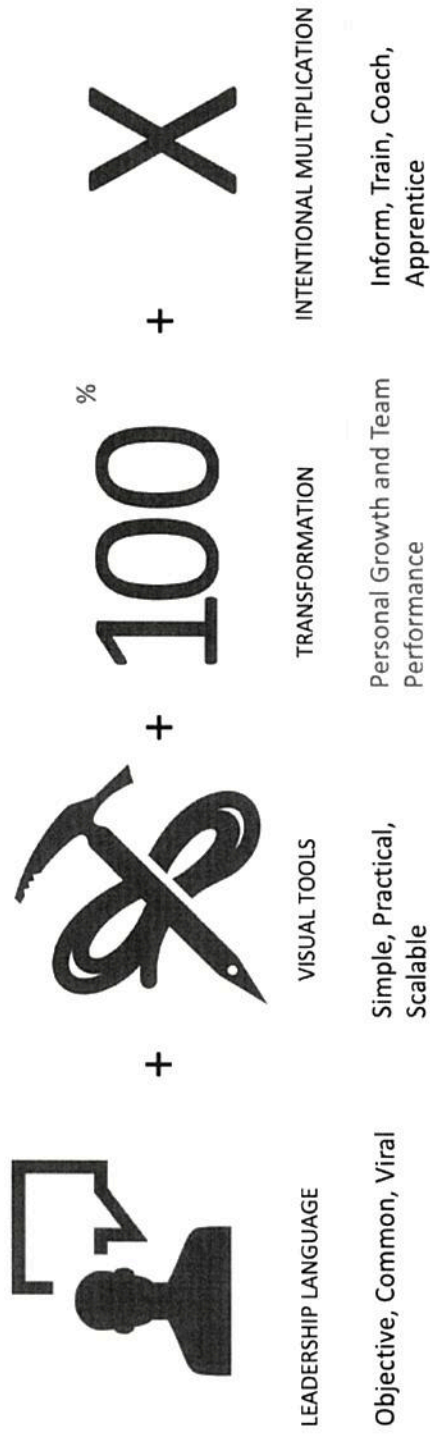 + 100 % + + X
LEADERSHIP LANGUAGE
VISUAL TOOLS
TRANSFORMATION
INTENTIONAL MULTIPLICATION
Objective, Common, Viral
Simple, Practical,
Scalable
Personal Growth and Team
Performance
Inform, Train, Coach,
Apprentice